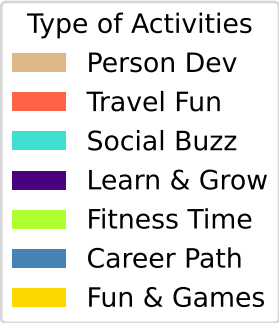 Type of Activities
Person Dev
Travel Fun
Social Buzz
Learn & Grow
Fitness Time
Career Path
Fun & Games